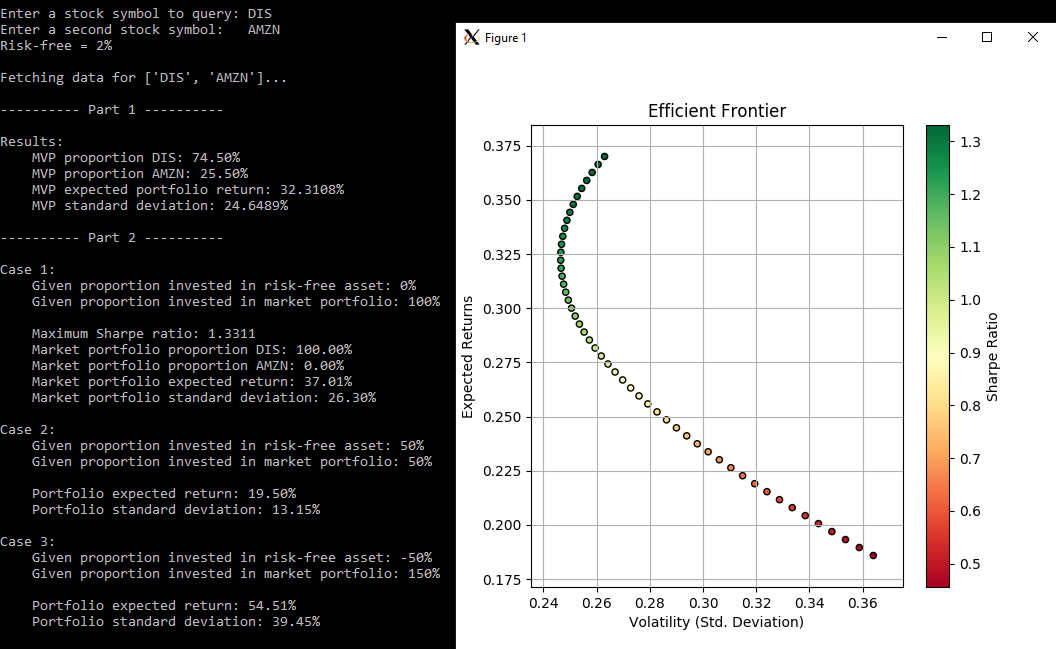 Enter a stock symbol to query: DIS
Enter a second stock symbol:   AMZN
Risk-free = 2%
Fetching data for ['DIS', 'AMZN']...
---------- Part 1 ----------
Results:
MVP proportion DIS: 74.50%
MVP proportion AMZN: 25.50%
MVP expected portfolio return: 32.3108%
MVP standard deviation: 24.6489%
---------- Part 2 ----------
Case 1:
Given proportion invested in risk-free asset: 0%
Given proportion invested in market portfolio: 100%
Maximum Sharpe ratio: 1.3311
Market portfolio proportion DIS: 100.00%
Market portfolio proportion AMZN: 0.00%
Market portfolio expected return: 37.01%
Market portfolio standard deviation: 26.30%
Case 2:
Given proportion invested in risk-free asset: 50%
Given proportion invested in market portfolio: 50%
Portfolio expected return: 19.50%
Portfolio standard deviation: 13.15%
Case 3:
Given proportion invested in risk-free asset: -50%
Given proportion invested in market portfolio: 150%
Portfolio expected return: 54.51%
Portfolio standard deviation: 39.45%
Figure 1
Efficient Frontier
Expected Returns
0.375
0.350
0.325
0.300
0.275
0.250
0.225
0.200
0.175
0.24 0.26 0.28 0.30 0.32 0.34 0.36
Volatility (Std. Deviation)
1.3
1.2
1.1
1.0
0.9
0.8
0.7
0.6
0.5
Sharpe Ratio